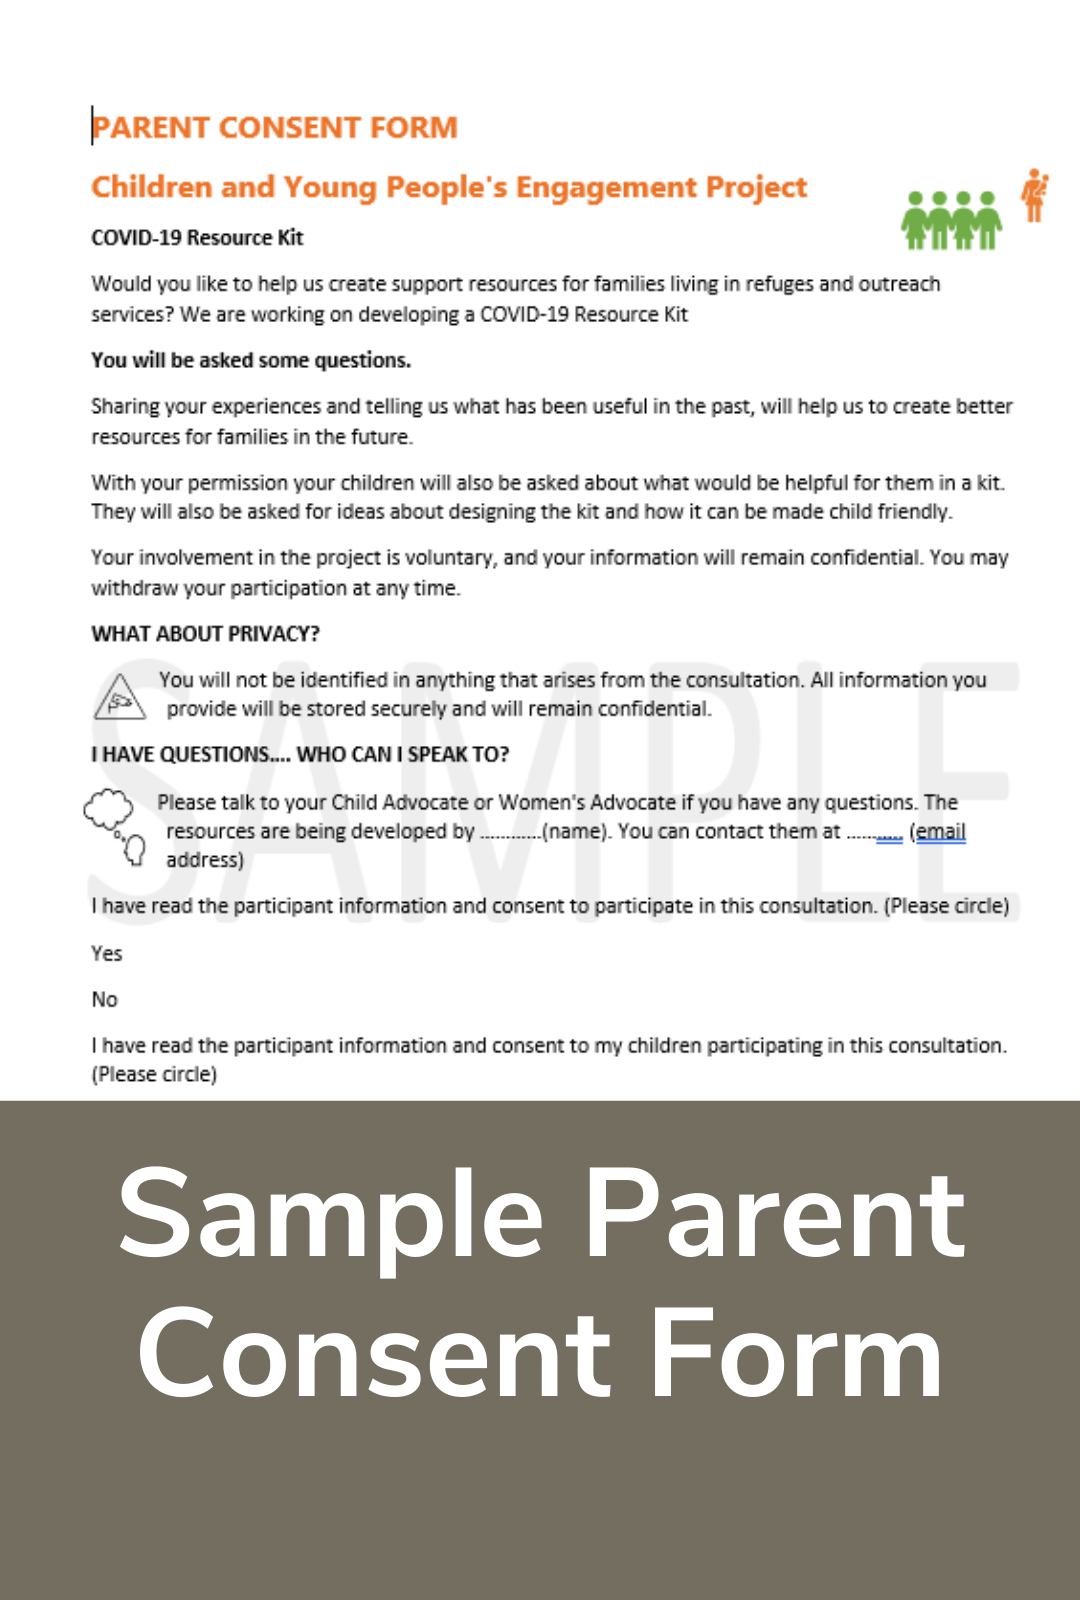 PARENT CONSENT FORM
Children and Young People's Engagement Project
COVID-19 Resource Kit
Would you like to help us create support resources for families living in refuges and outreach
services? We are working on developing a COVID-19 Resource Kit
You will be asked some questions.
Sharing your experiences and telling us what has been useful in the past, will help us to create better
resources for families in the future.
With your permission your children will also be asked about what would be helpful for them in a kit.
They will also be asked for ideas about designing the kit and how it can be made child friendly.
Your involvement in the project is voluntary, and your information will remain confidential. You may
withdraw your participation at any time.
WHAT ABOUT PRIVACY?
You will not be identified in anything that arises from the consultation. All information you
provide will be stored securely and will remain confidential.
SAMPLE
I HAVE QUESTIONS.... WHO CAN I SPEAK TO?
Please talk to your Child Advocate or Women's Advocate if you have any questions. The
resources are being developed by ............(name). You can contact them at ........... (email
address)
I have read the participant information and consent to participate in this consultation. (Please circle)
Yes
No
I have read the participant information and consent to my children participating in this consultation.
(Please circle)
Sample Parent
Consent Form